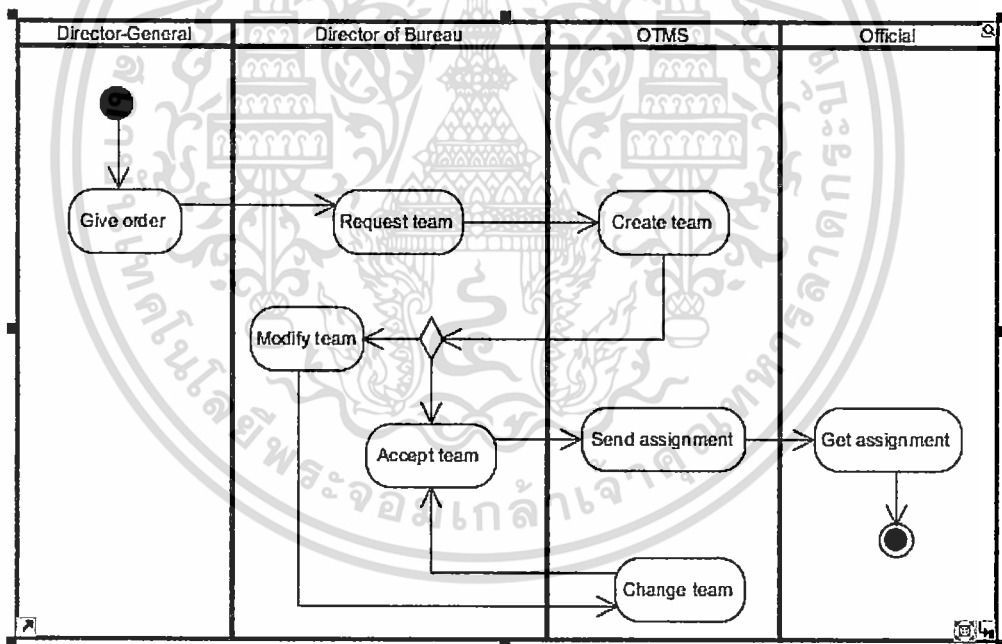 Director-General
Director of Bureau
OTMS
Official
Give order
Request team
Create team
Modify team
Accept team
Send assignment
Get assignment
Change team